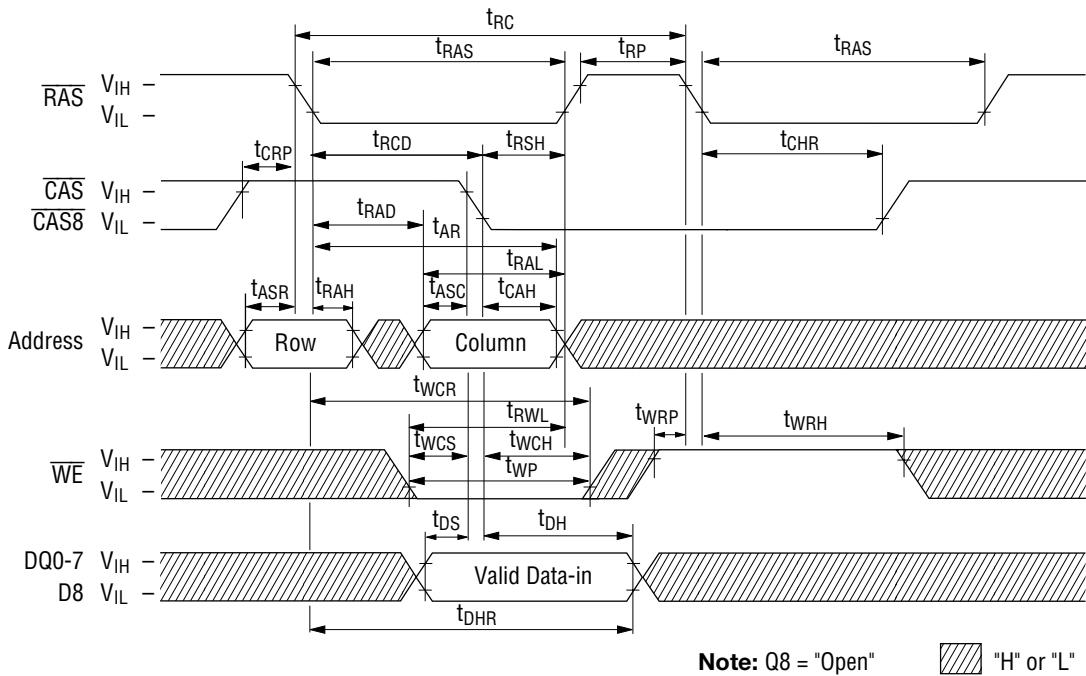 tRC
tRAS tRP tRAS
RAS VIH
VIL
tRCD tRSH tCHR
tCRP
CAS VIH
CAS8 VIL
tRAD
tAR
tRAL
tASR tRAH tASC tCAH
Address VIH
VIL
Row Column
tWCR
tRWL tWRP tWRH
tWCS tWCH
WE VIH
VIL
tWP
tDS tDH
DQ0-7 VIH
D8 VIL
Valid Data-in
tDHR
Note: Q8 = "Open" "H" or "L"